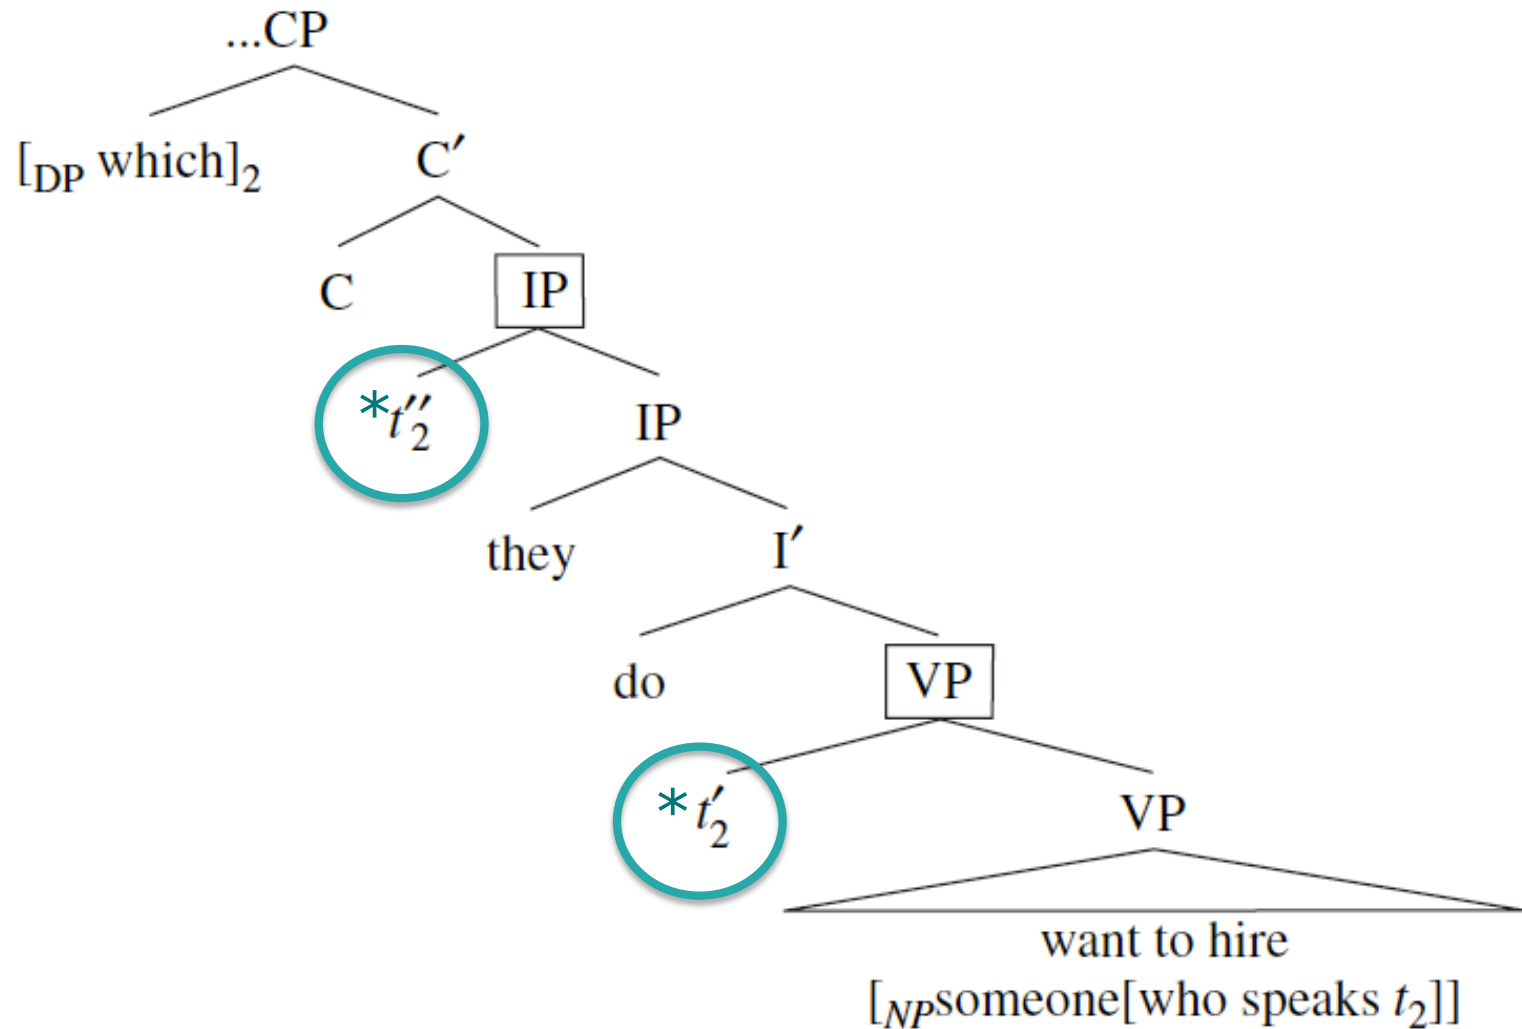 ...CP
[DP which]2
C′
C
IP
*t″2
IP
they
I′
do
VP
*t′2
VP
want to hire
[NPsomeone[who speaks t2]]